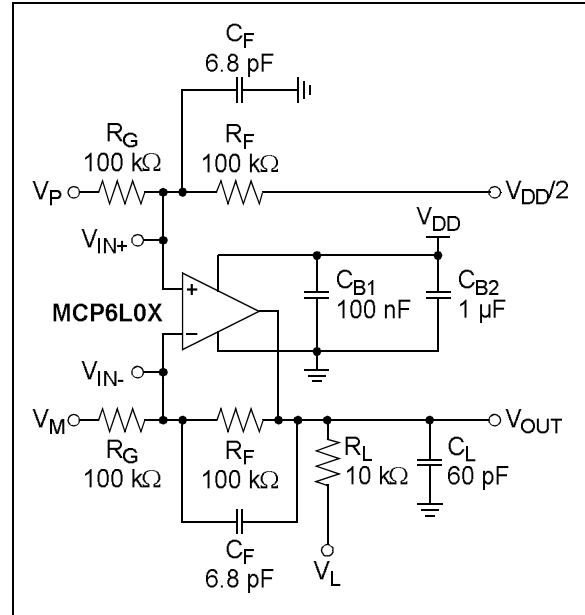 C_F
6.8 pF
R_G
100 kΩ
R_F
100 kΩ
V_P
V_DD/2
V_DD
V_IN+
C_B1
100 nF
C_B2
1 µF
+
MCP6L0X
−
V_IN-
V_M
R_G
100 kΩ
R_F
100 kΩ
V_OUT
R_L
10 kΩ
C_L
60 pF
C_F
6.8 pF
V_L